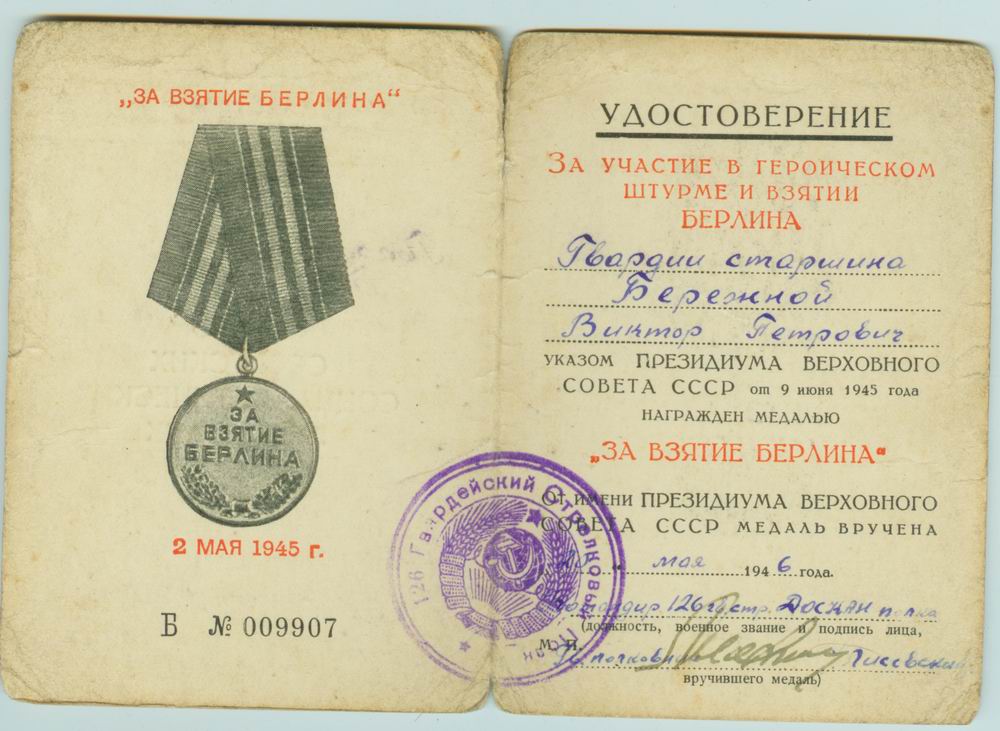 „ЗА ВЗЯТИЕ БЕРЛИНА“
ЗА
ВЗЯТИЕ
БЕРЛИНА
2 МАЯ 1945 г.
Б № 009907
УДОСТОВЕРЕНИЕ
ЗА УЧАСТИЕ В ГЕРОИЧЕСКОМ
ШТУРМЕ И ВЗЯТИИ
БЕРЛИНА
Гвардии старшина
Бережной
Виктор Петрович
УКАЗОМ ПРЕЗИДИУМА ВЕРХОВНОГО
СОВЕТА СССР от 9 июня 1945 года
НАГРАЖДЕН МЕДАЛЬЮ
„ЗА ВЗЯТИЕ БЕРЛИНА“
ОТ ИМЕНИ ПРЕЗИДИУМА ВЕРХОВНОГО
СОВЕТА СССР МЕДАЛЬ ВРУЧЕНА
мая 1946 года.
Командир 126 гв. стр. полка
(должность, военное звание и подпись лица,
М. П.
вручившего медаль)
126 Гвардейский Стрелковый Полк